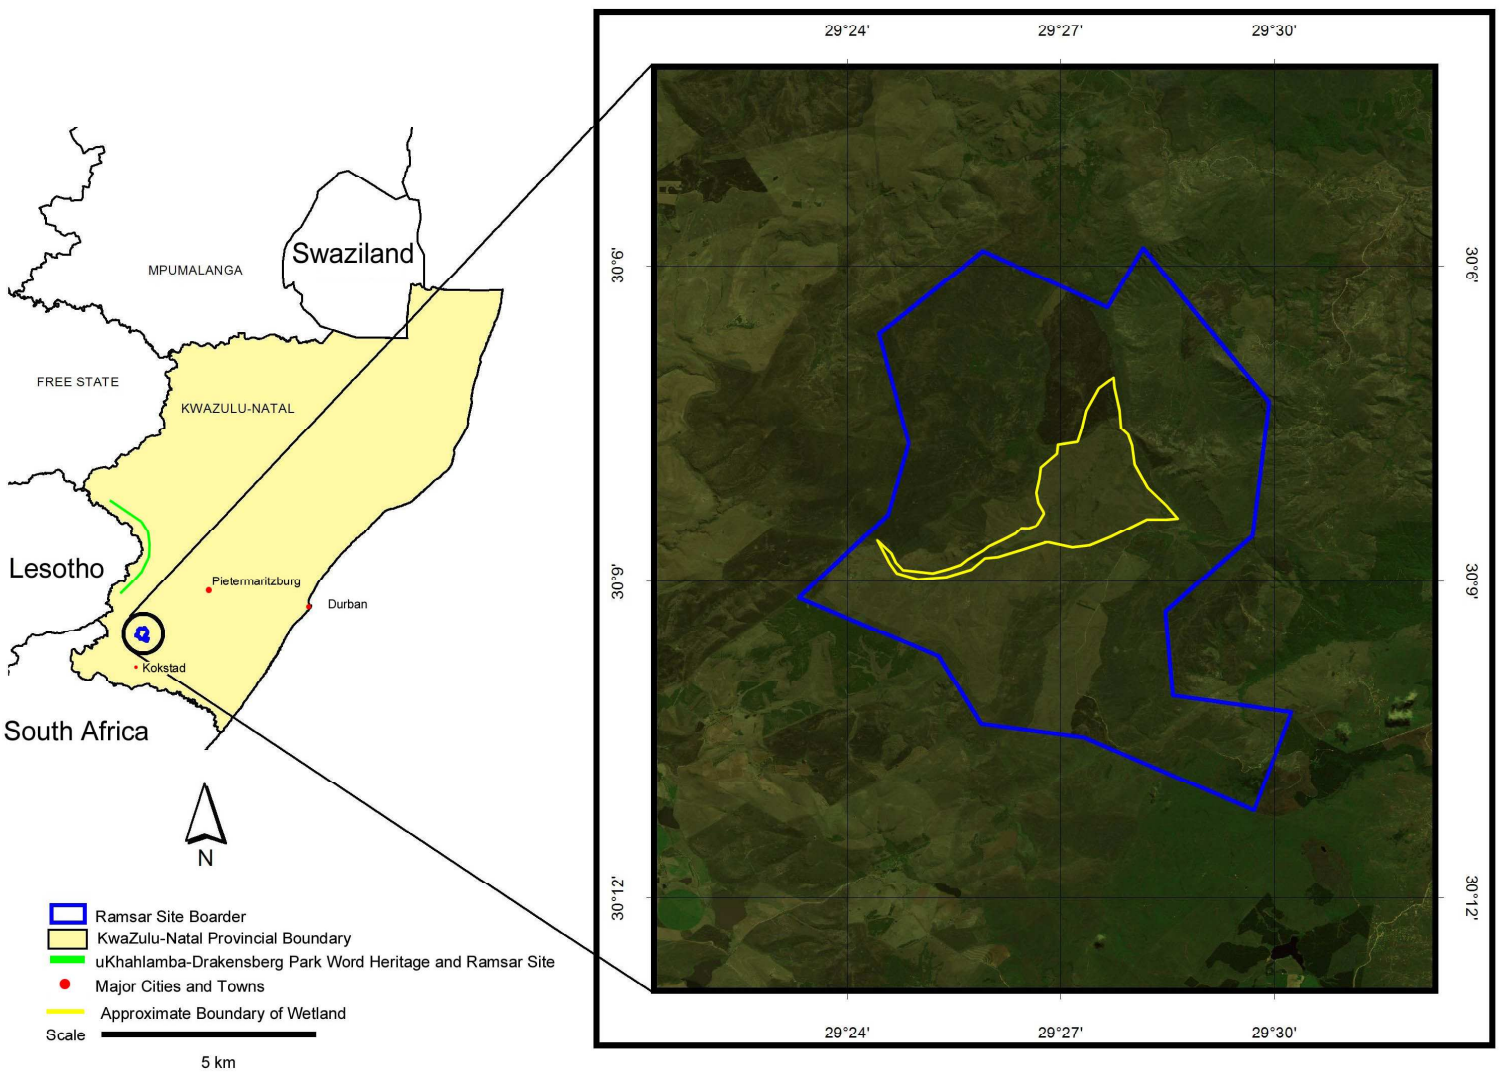 29°24'
29°27'
29°30'
Swaziland
MPUMALANGA
30°6'
30°6'
FREE STATE
KWAZULU-NATAL
Lesotho
Pietermaritzburg
Durban
30°9'
30°9'
Kokstad
South Africa
N
30°12'
30°12'
Ramsar Site Boarder
KwaZulu-Natal Provincial Boundary
uKhahlamba-Drakensberg Park Word Heritage and Ramsar Site
Major Cities and Towns
Approximate Boundary of Wetland
Scale
5 km
29°24'
29°27'
29°30'